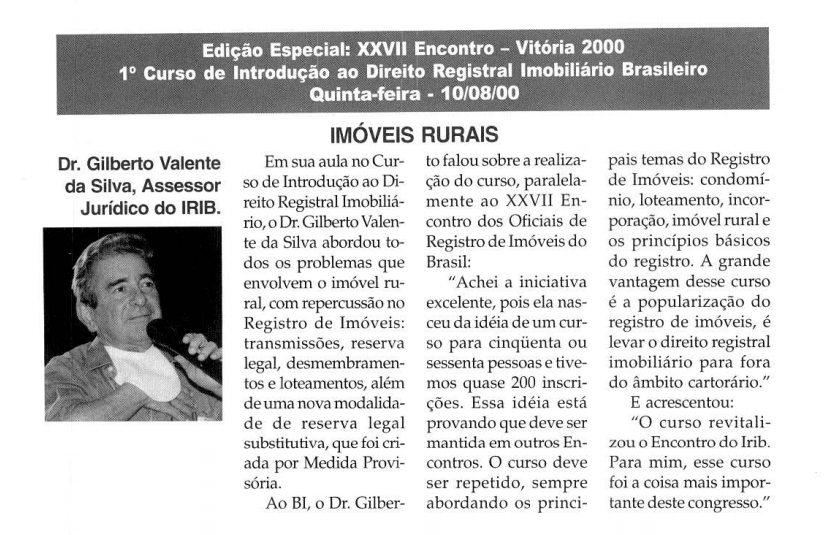 Edição Especial: XXVII Encontro – Vitória 2000
1º Curso de Introdução ao Direito Registral Imobiliário Brasileiro
Quinta-feira - 10/08/00
IMÓVEIS RURAIS
Dr. Gilberto Valente
da Silva, Assessor
Jurídico do IRIB.
Em sua aula no Cur-
so de Introdução ao Di-
reito Registral Imobiliá-
rio, o Dr. Gilberto Valen-
te da Silva abordou to-
dos os problemas que
envolvem o imóvel ru-
ral, com repercussão no
Registro de Imóveis:
transmissões, reserva
legal, desmembramen-
tos e loteamentos, além
de uma nova modalida-
de de reserva legal
substitutiva, que foi cri-
ada por Medida Provi-
sória.
Ao BI, o Dr. Gilber-
to falou sobre a realiza-
ção do curso, paralela-
mente ao XXVII En-
contro dos Oficiais de
Registro de Imóveis do
Brasil:
“Achei a iniciativa
excelente, pois ela nas-
ceu da idéia de um cur-
so para cinqüenta ou
sessenta pessoas e tive-
mos quase 200 inscri-
ções. Essa idéia está
provando que deve ser
mantida em outros En-
contros. O curso deve
ser repetido, sempre
abordando os princi-
pais temas do Registro
de Imóveis: condomí-
nio, loteamento, incor-
poração, imóvel rural e
os princípios básicos
do registro. A grande
vantagem desse curso
é a popularização do
registro de imóveis, é
levar o direito registral
imobiliário para fora
do âmbito cartorário.”
E acrescentou:
“O curso revitali-
zou o Encontro do Irib.
Para mim, esse curso
foi a coisa mais impor-
tante deste congresso.”